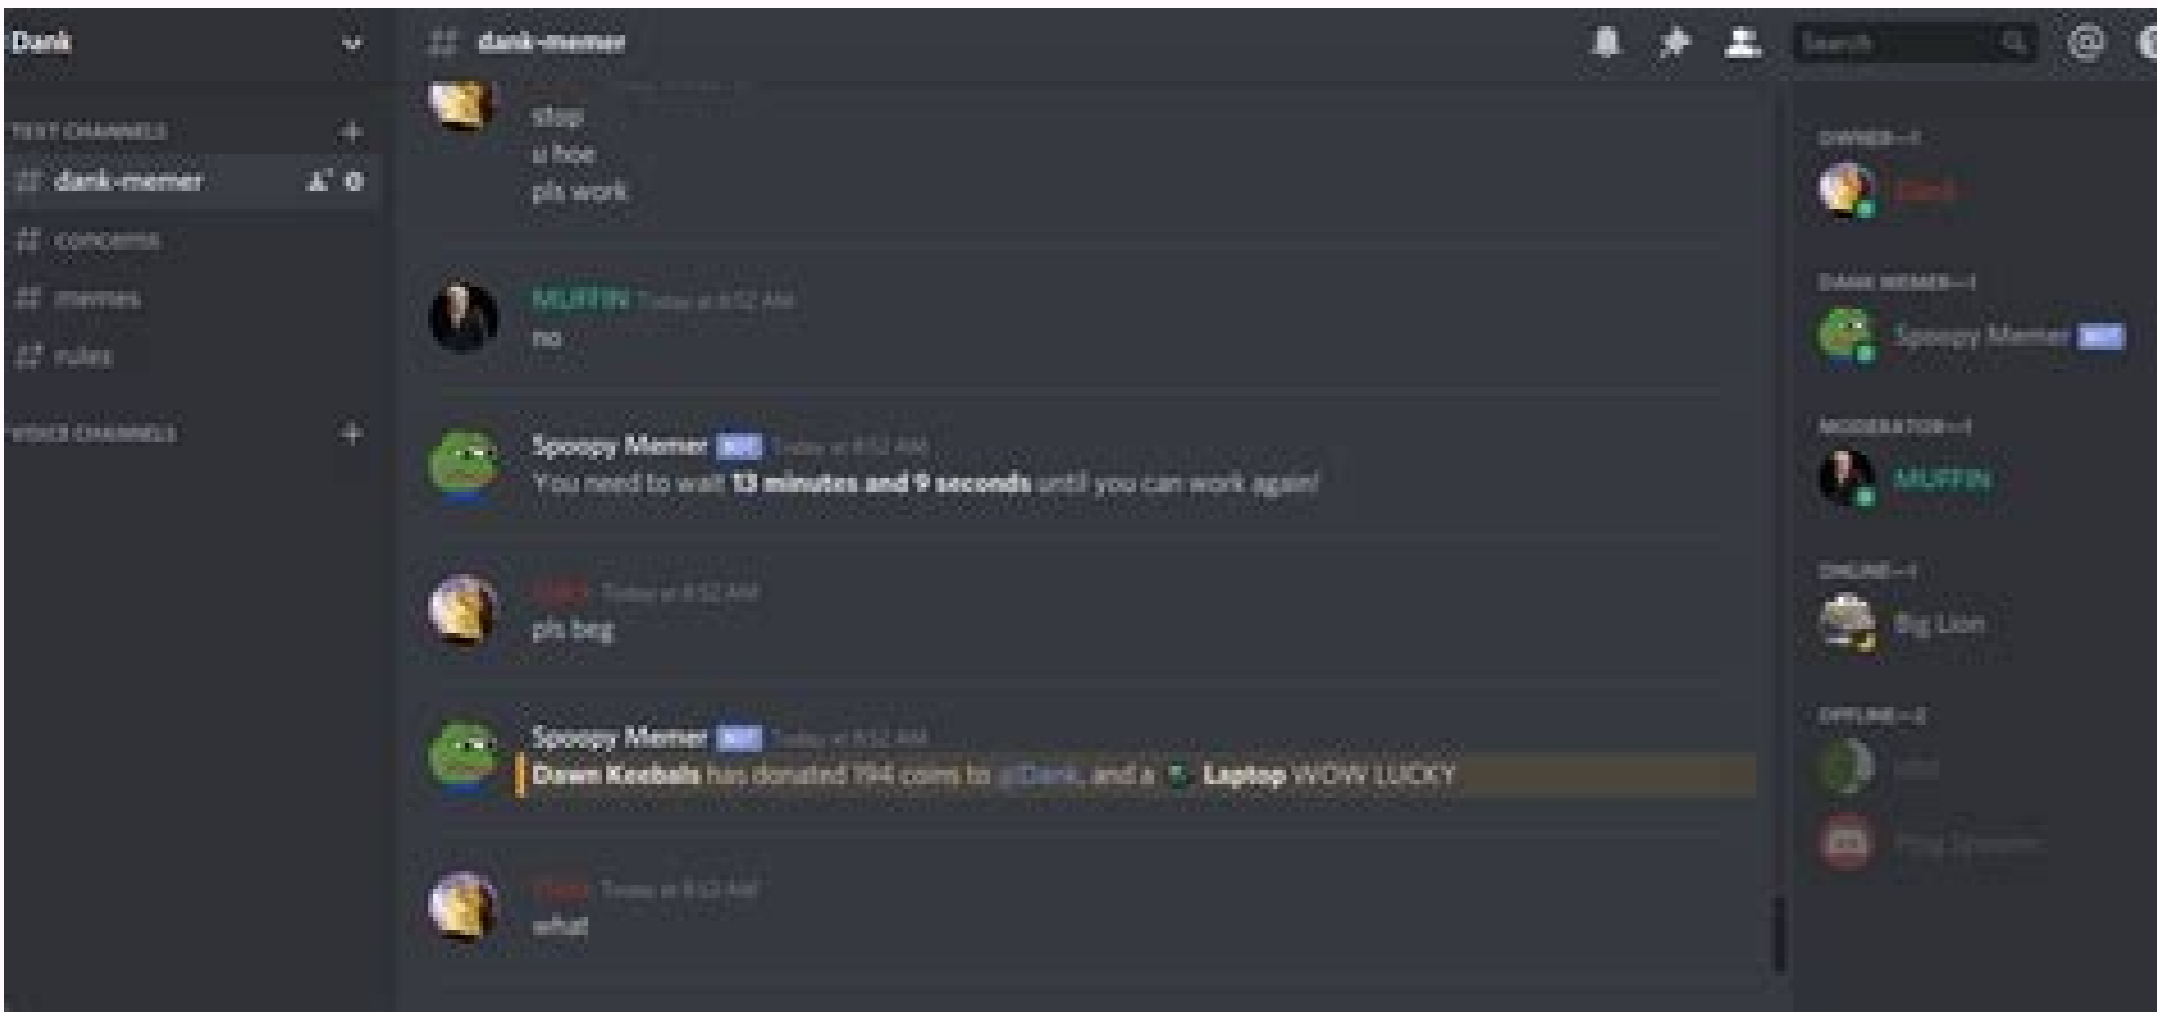 Dank
# dank-memer
Search
TEXT CHANNELS
# dank-memer
# concerns
# memes
# rules
VOICE CHANNELS
stop
u hoe
pls work
MUFFIN Today at 8:52 AM
no
Spoopy Memer BOT Today at 8:52 AM
You need to wait 13 minutes and 9 seconds until you can work again!
Dank Today at 8:52 AM
pls beg
Spoopy Memer BOT Today at 8:52 AM
Dawn Keebals has donated 194 coins to @Dank, and a Laptop WOW LUCKY
Dank Today at
what
OWNER—1
Dank
DANK MEMER—1
Spoopy Memer BOT
MODERATOR—1
MUFFIN
ONLINE—1
Big Lion
OFFLINE—2